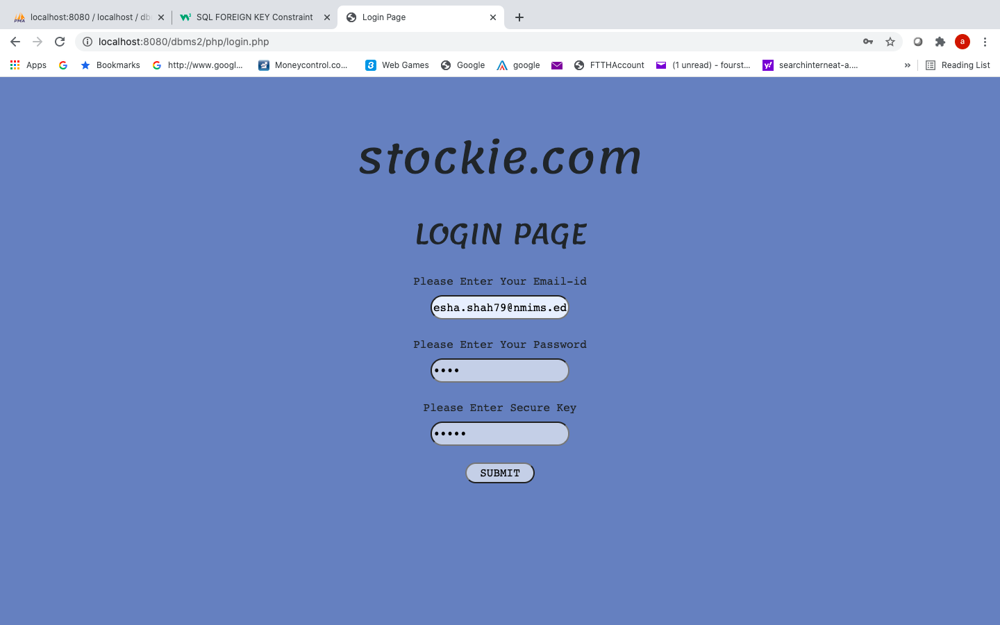 localhost:8080 / localhost / db
SQL FOREIGN KEY Constraint
Login Page
localhost:8080/dbms2/php/login.php
a
Apps
Bookmarks
http://www.googl...
Moneycontrol.co...
Web Games
Google
google
FTTHAccount
(1 unread) - fourst...
searchinterneat-a....
»
Reading List
stockie.com
LOGIN PAGE
Please Enter Your Email-id
esha.shah79@nmims.ed
Please Enter Your Password
••••
Please Enter Secure Key
•••••
SUBMIT